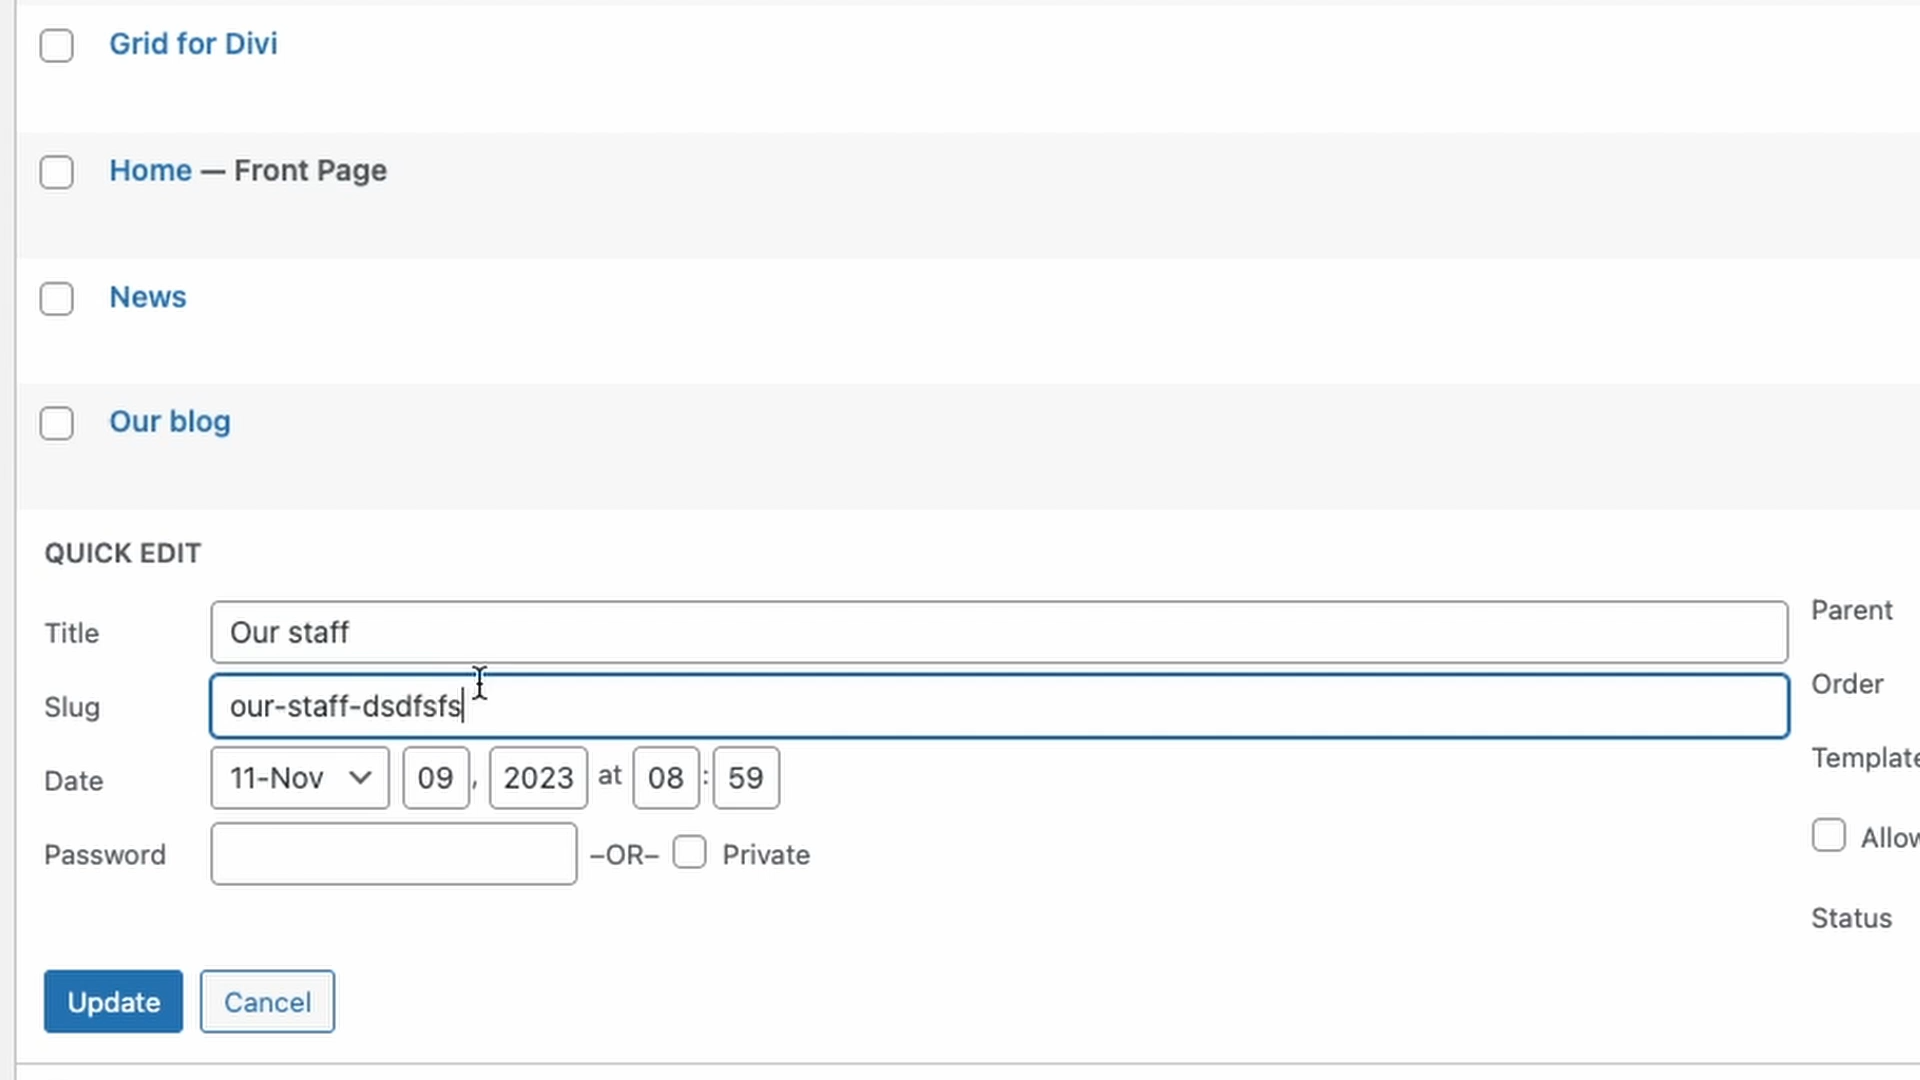 Grid for Divi
Home — Front Page
News
Our blog
QUICK EDIT
Title Our staff Parent
Slug our-staff-dsdfsfs Order
Date 11-Nov 09, 2023 at 08:59 Template
Password –OR– Private Allow
Status
Update Cancel